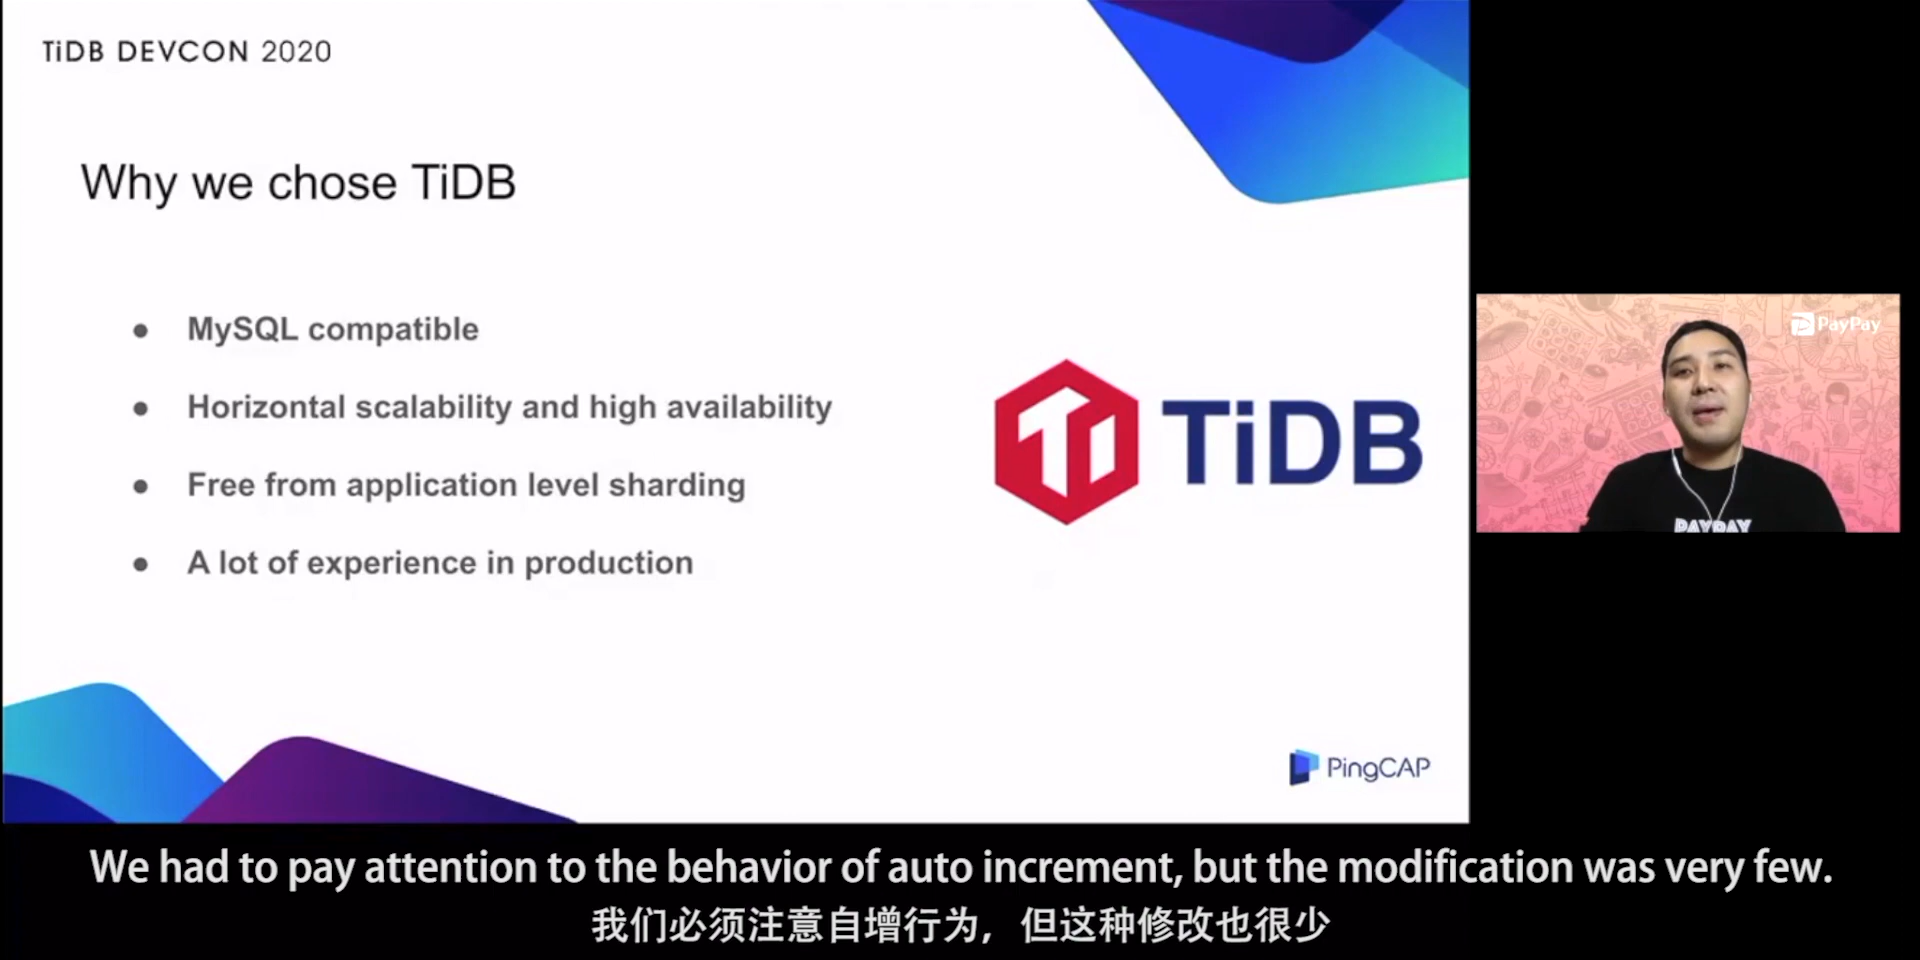 TiDB DEVCON 2020
Why we chose TiDB
● MySQL compatible
● Horizontal scalability and high availability
● Free from application level sharding
● A lot of experience in production
TiDB
PingCAP
PayPay
PAYPAY
We had to pay attention to the behavior of auto increment, but the modification was very few.
我们必须注意自增行为，但这种修改也很少